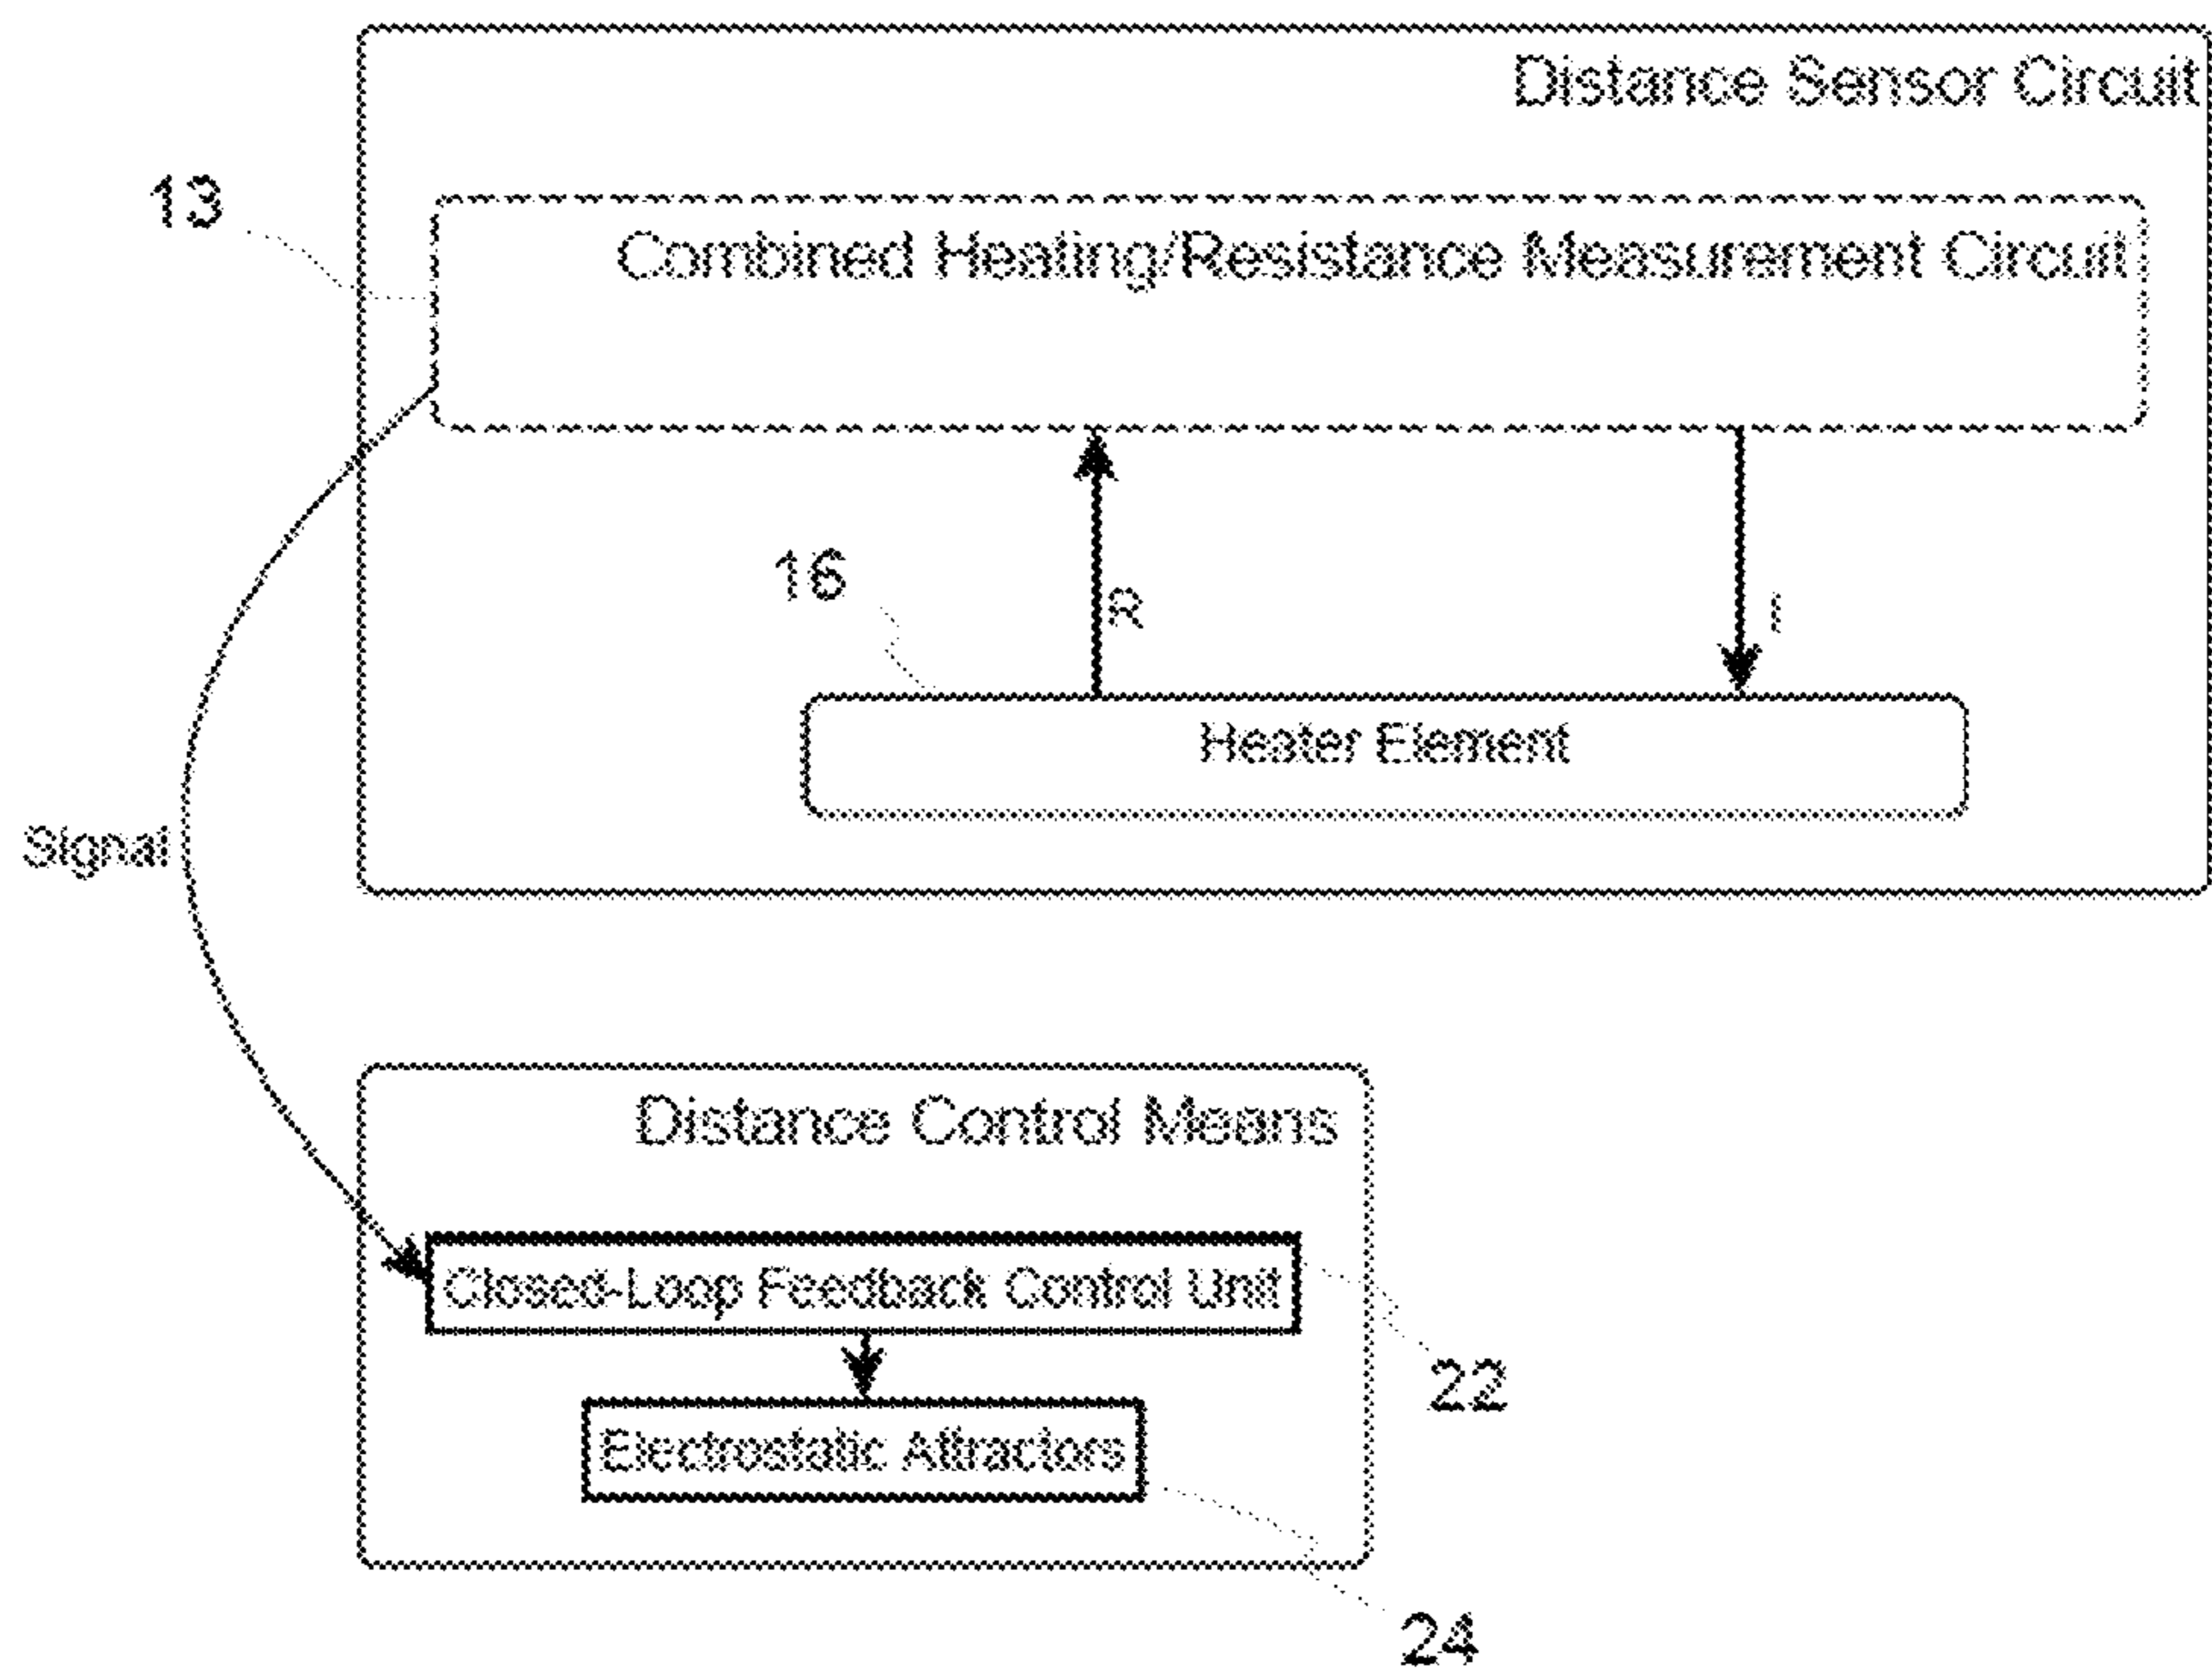 Distance Sensor Circuit
13
Combined Heating/Resistance Measurement Circuit
16
R
I
Heater Element
Signal
Distance Control Means
Closed-Loop Feedback Control Unit
22
Electrostatic Attractors
24